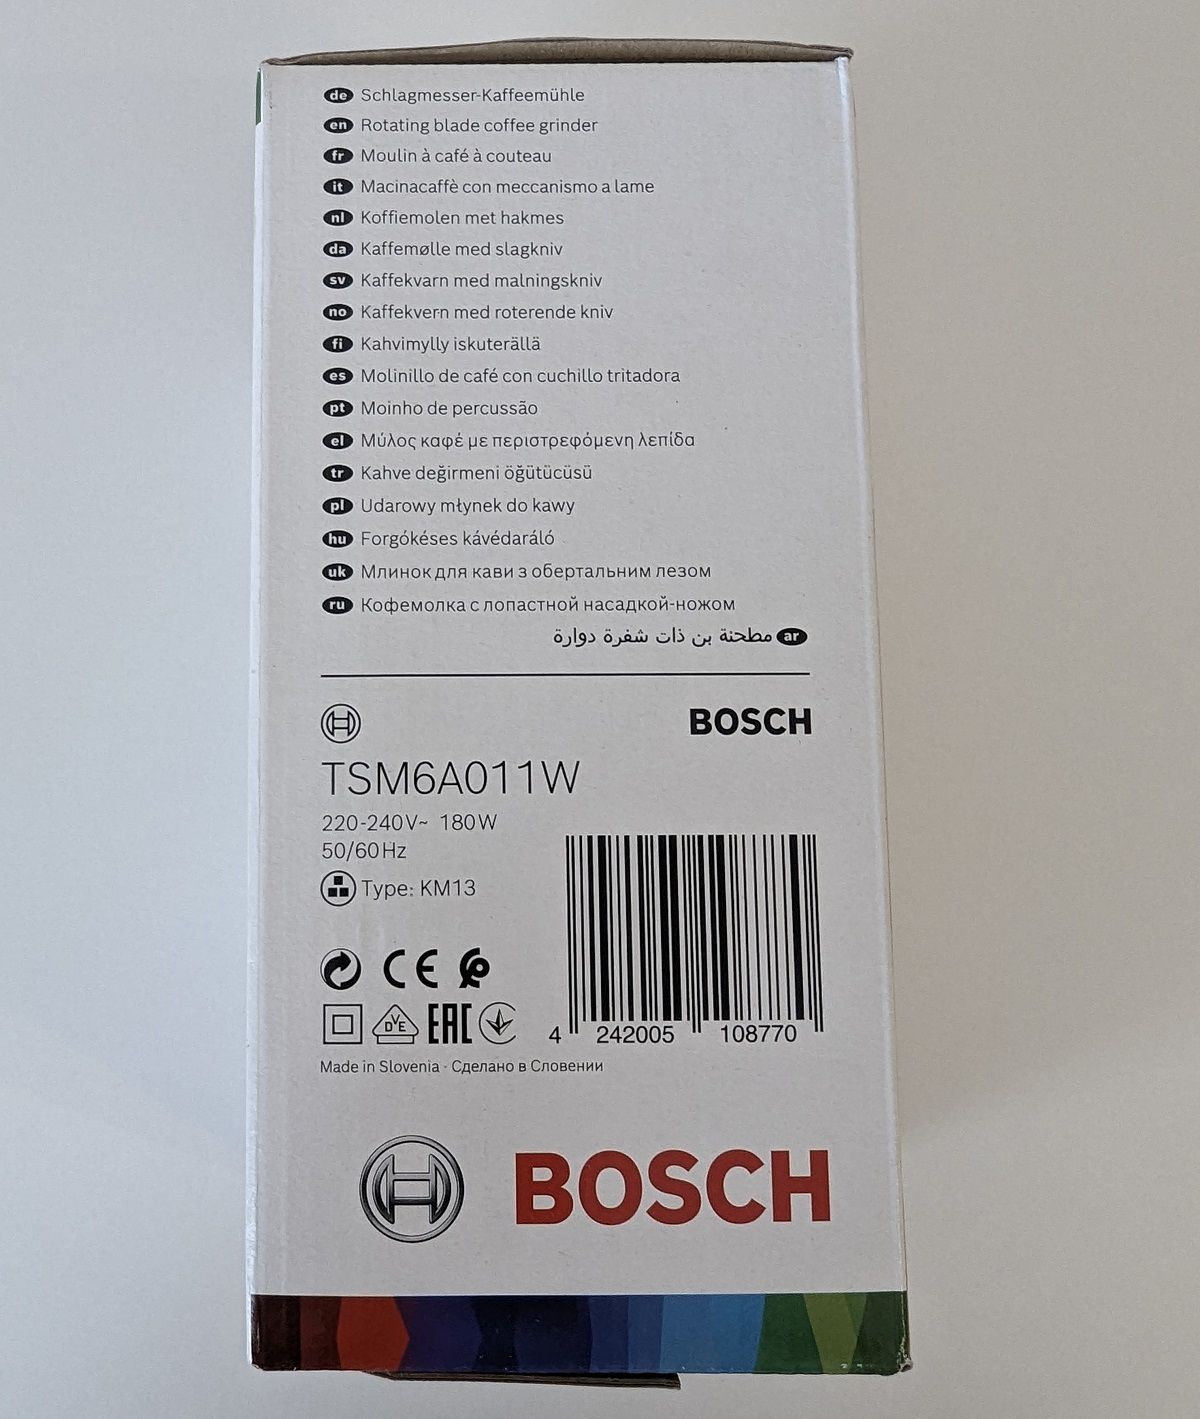 de Schlagmesser-Kaffeemühle
en Rotating blade coffee grinder
fr Moulin à café à couteau
it Macinacaffè con meccanismo a lame
nl Koffiemolen met hakmes
da Kaffemølle med slagkniv
sv Kaffekvarn med malningskniv
no Kaffekvern med roterende kniv
fi Kahvimylly iskuterällä
es Molinillo de café con cuchillo tritadora
pt Moinho de percussão
el Μύλος καφέ με περιστρεφόμενη λεπίδα
tr Kahve değirmeni öğütücüsü
pl Udarowy młynek do kawy
hu Forgókéses kávédaráló
uk Млинок для кави з обертальним лезом
ru Кофемолка с лопастной насадкой-ножом
ar مطحنة بن ذات شفرة دوارة
BOSCH
TSM6A011W
220-240V~ 180W
50/60Hz
Type: KM13
CE
DVE EAC
4 242005 108770
Made in Slovenia · Сделано в Словении
BOSCH